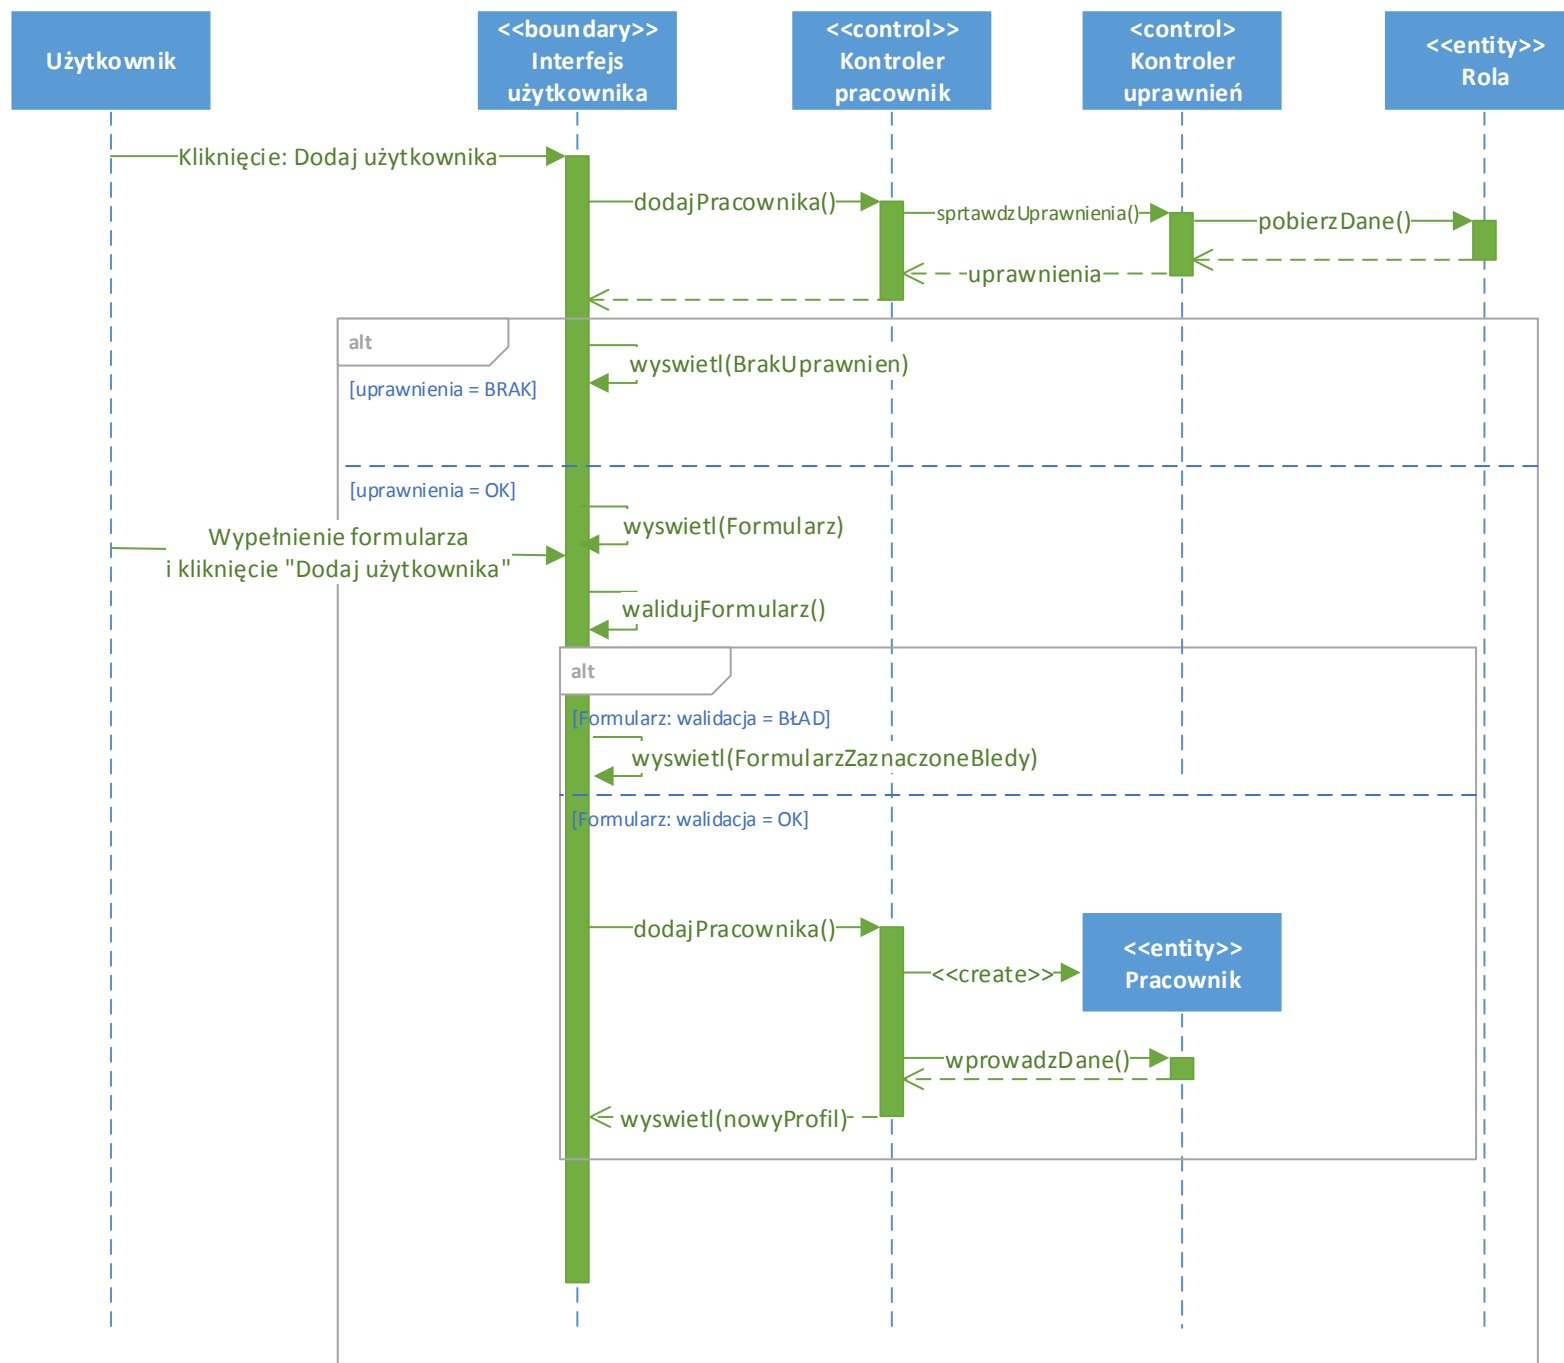 Użytkownik
<<boundary>>
Interfejs
użytkownika
<<control>>
Kontroler
pracownik
<control>
Kontroler
uprawnień
<<entity>>
Rola
Kliknięcie: Dodaj użytkownika
dodajPracownika()
sprtawdzUprawnienia()
pobierzDane()
uprawnienia
alt
wyswietl(BrakUprawnien)
[uprawnienia = BRAK]
[uprawnienia = OK]
wyswietl(Formularz)
Wypełnienie formularza
i kliknięcie "Dodaj użytkownika"
walidujFormularz()
alt
[Formularz: walidacja = BŁAD]
wyswietl(FormularzZaznaczoneBledy)
[Formularz: walidacja = OK]
dodajPracownika()
<<entity>>
Pracownik
<<create>>
wprowadzDane()
wyswietl(nowyProfil)